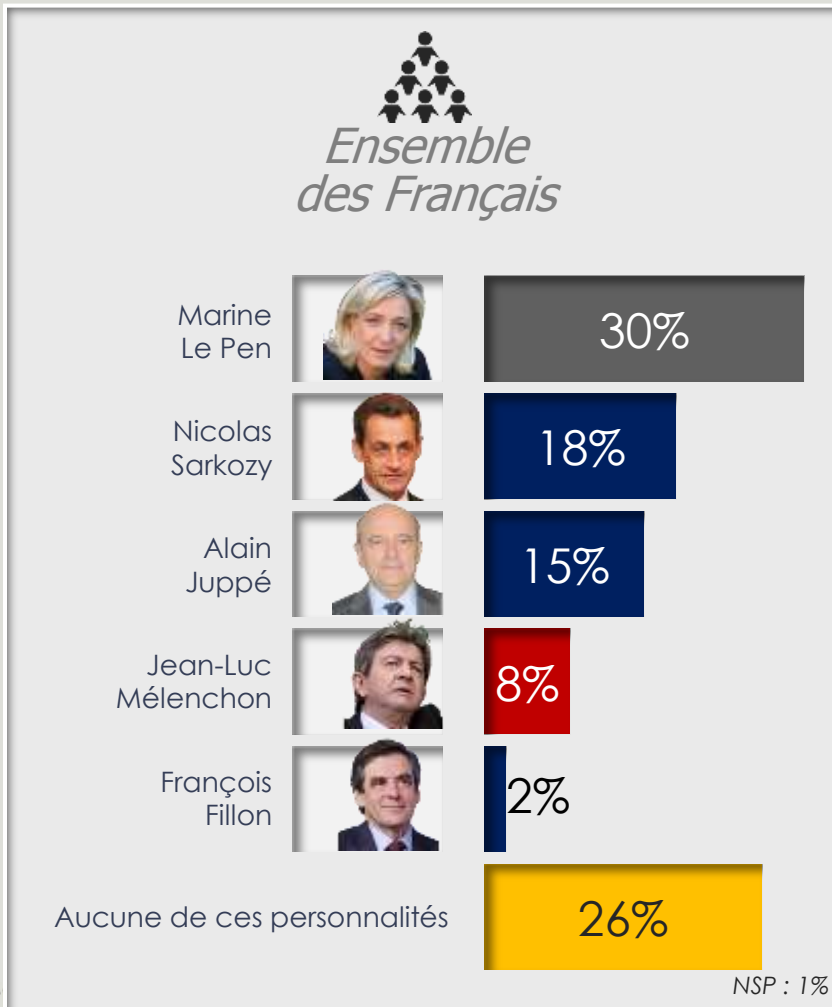 Ensemble
des Français
Marine
Le Pen
30%
Nicolas
Sarkozy
18%
Alain
Juppé
15%
Jean-Luc
Mélenchon
8%
François
Fillon
2%
Aucune de ces personnalités
26%
NSP : 1%